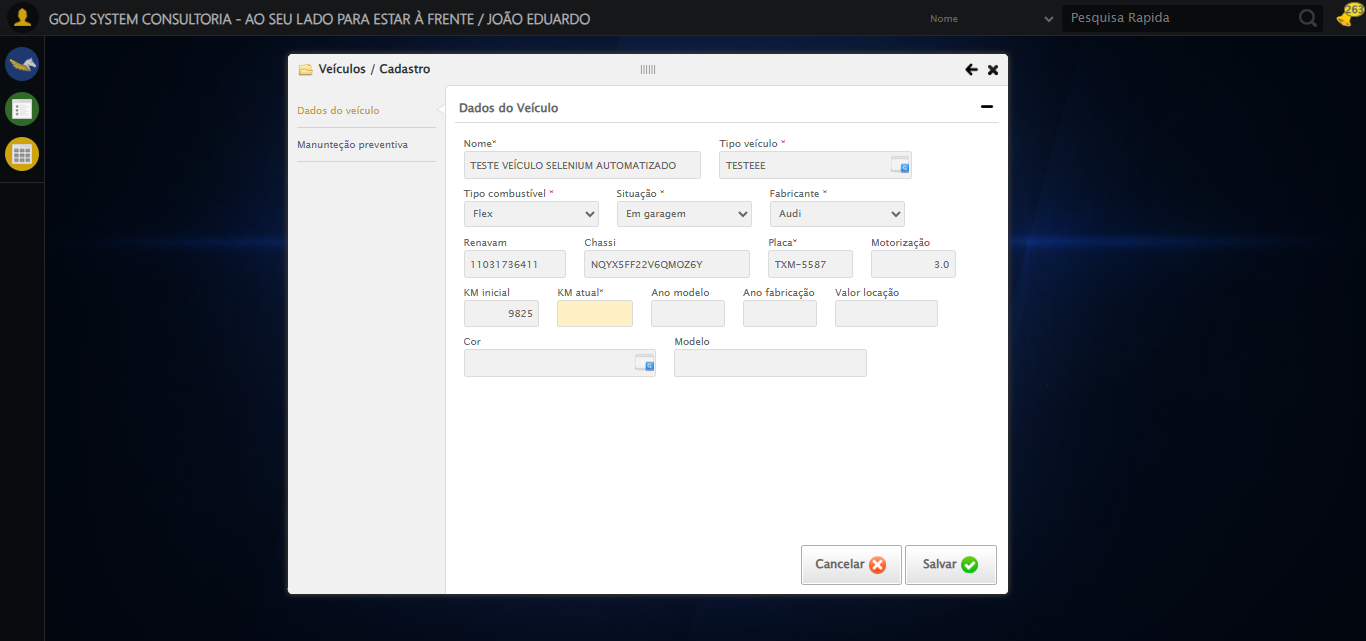 GOLD SYSTEM CONSULTORIA - AO SEU LADO PARA ESTAR À FRENTE / JOÃO EDUARDO
Nome
Pesquisa Rapida
263
Veículos / Cadastro
Dados do veículo
Manunteção preventiva
Dados do Veículo
Nome*
Tipo veículo *
TESTE VEÍCULO SELENIUM AUTOMATIZADO
TESTEEE
Tipo combustível *
Situação *
Fabricante *
Flex
Em garagem
Audi
Renavam
Chassi
Placa*
Motorização
11031736411
NQYX5FF22V6QMOZ6Y
TXM-5587
3.0
KM inicial
KM atual*
Ano modelo
Ano fabricação
Valor locação
9825
Cor
Modelo
Cancelar
Salvar